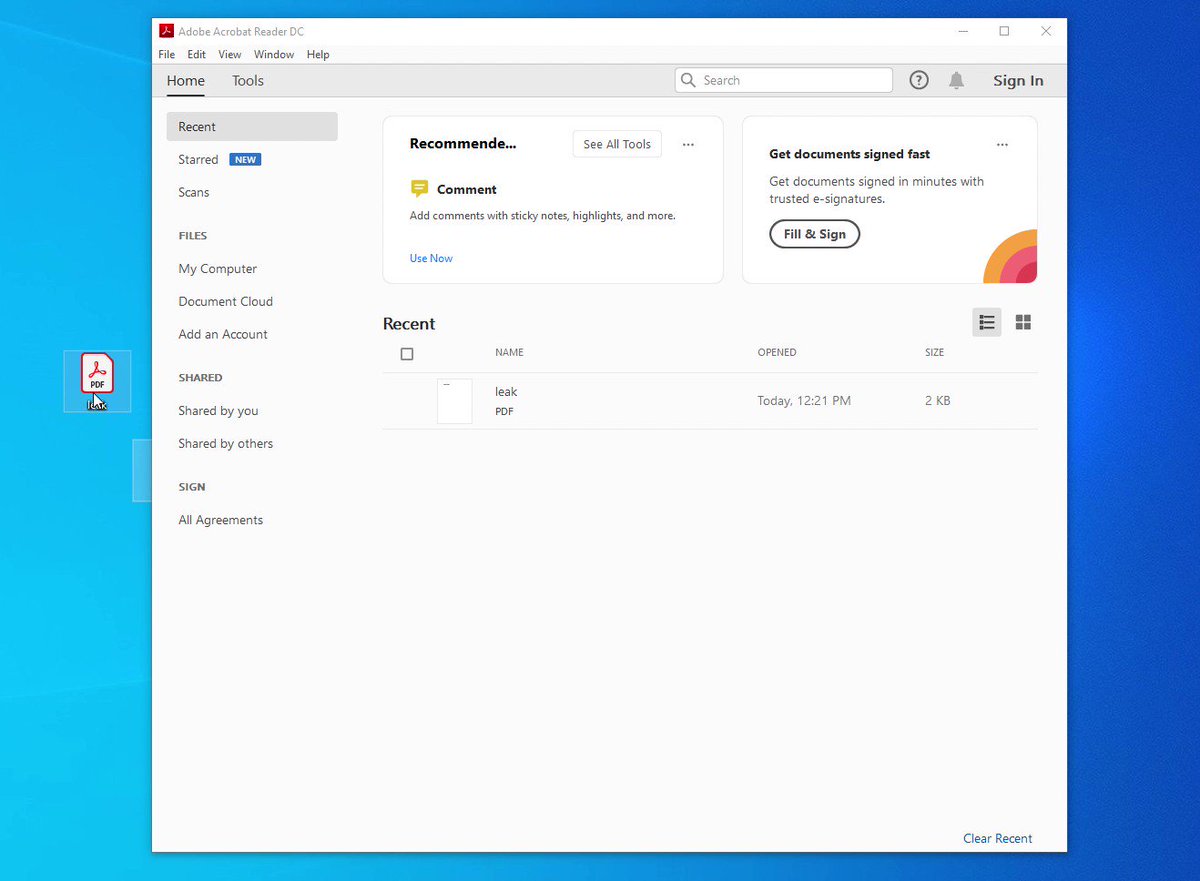 Adobe Acrobat Reader DC
File Edit View Window Help
Home Tools Search ? Sign In
Recent
Starred NEW
Scans
FILES
My Computer
Document Cloud
Add an Account
SHARED
Shared by you
Shared by others
SIGN
All Agreements
Recommende... See All Tools ...
Comment
Add comments with sticky notes, highlights, and more.
Use Now
...
Get documents signed fast
Get documents signed in minutes with
trusted e-signatures.
Fill & Sign
Recent
NAME OPENED SIZE
leak
PDF
Today, 12:21 PM 2 KB
Clear Recent
PDF
leak